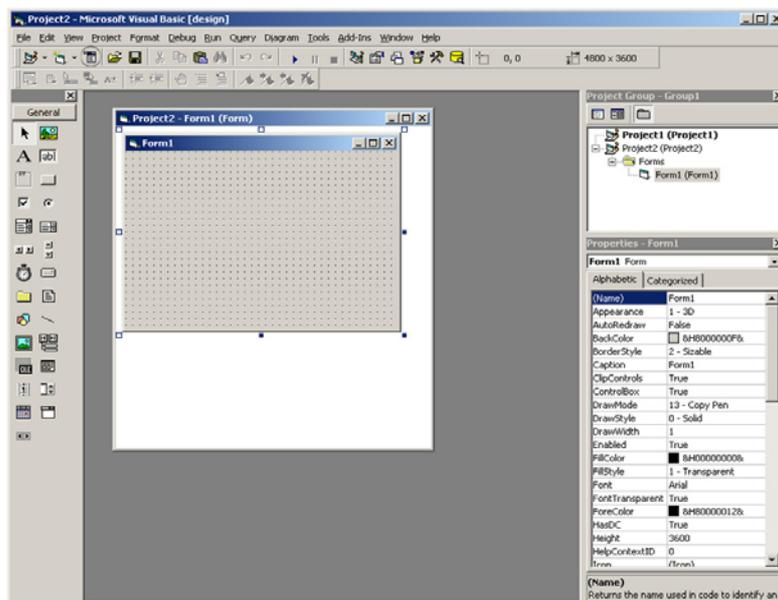 Project2 - Microsoft Visual Basic [design]
File Edit View Project Format Debug Run Query Diagram Tools Add-Ins Window Help
0, 0 4800 x 3600
General
A ab|
OLE
Project2 - Form1 (Form)
Form1
Project Group - Group1
Project1 (Project1)
Project2 (Project2)
Forms
Form1 (Form1)
Properties - Form1
Form1 Form
Alphabetic Categorized
(Name) Form1
Appearance 1 - 3D
AutoRedraw False
BackColor &H8000000F&
BorderStyle 2 - Sizable
Caption Form1
ClipControls True
ControlBox True
DrawMode 13 - Copy Pen
DrawStyle 0 - Solid
DrawWidth 1
Enabled True
FillColor &H00000000&
FillStyle 1 - Transparent
Font Arial
FontTransparent True
ForeColor &H80000012&
HasDC True
Height 3600
HelpContextID 0
Icon (Icon)
(Name)
Returns the name used in code to identify an